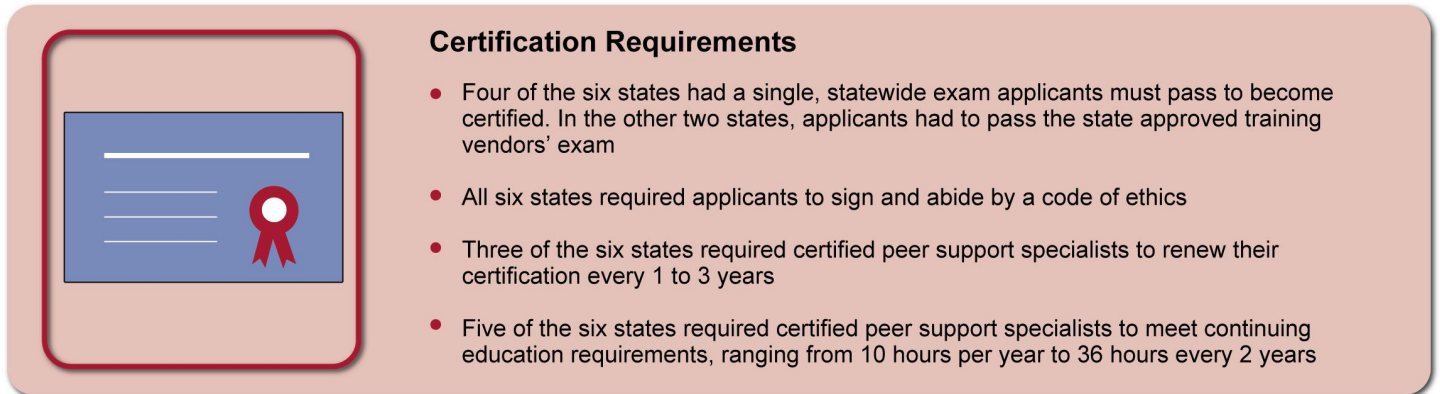 Certification Requirements
• Four of the six states had a single, statewide exam applicants must pass to become
certified. In the other two states, applicants had to pass the state approved training
vendors’ exam
• All six states required applicants to sign and abide by a code of ethics
• Three of the six states required certified peer support specialists to renew their
certification every 1 to 3 years
• Five of the six states required certified peer support specialists to meet continuing
education requirements, ranging from 10 hours per year to 36 hours every 2 years